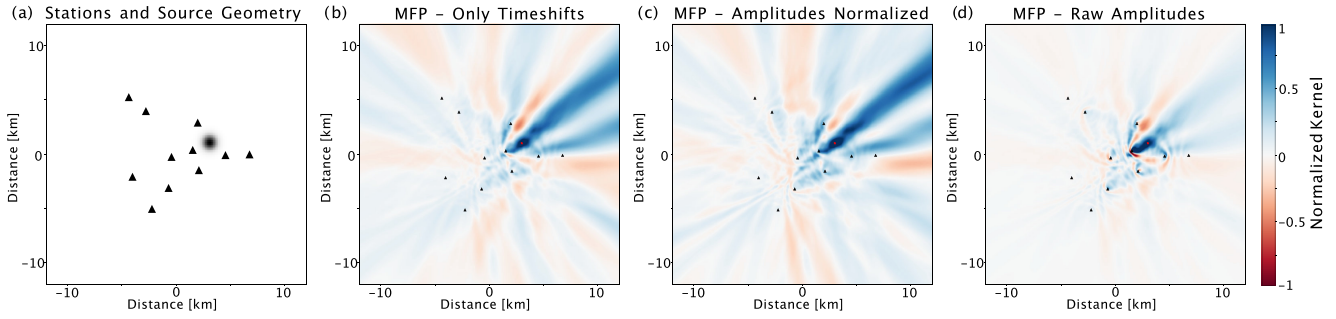 (a) Stations and Source Geometry
10
0
−10
−10 0 10
Distance [km]
Distance [km]
(b) MFP – Only Timeshifts
10
0
−10
−10 0 10
Distance [km]
Distance [km]
(c) MFP – Amplitudes Normalized
10
0
−10
−10 0 10
Distance [km]
Distance [km]
(d) MFP – Raw Amplitudes
10
0
−10
−10 0 10
Distance [km]
Distance [km]
1
0.5
0
−0.5
−1
Normalized Kernel